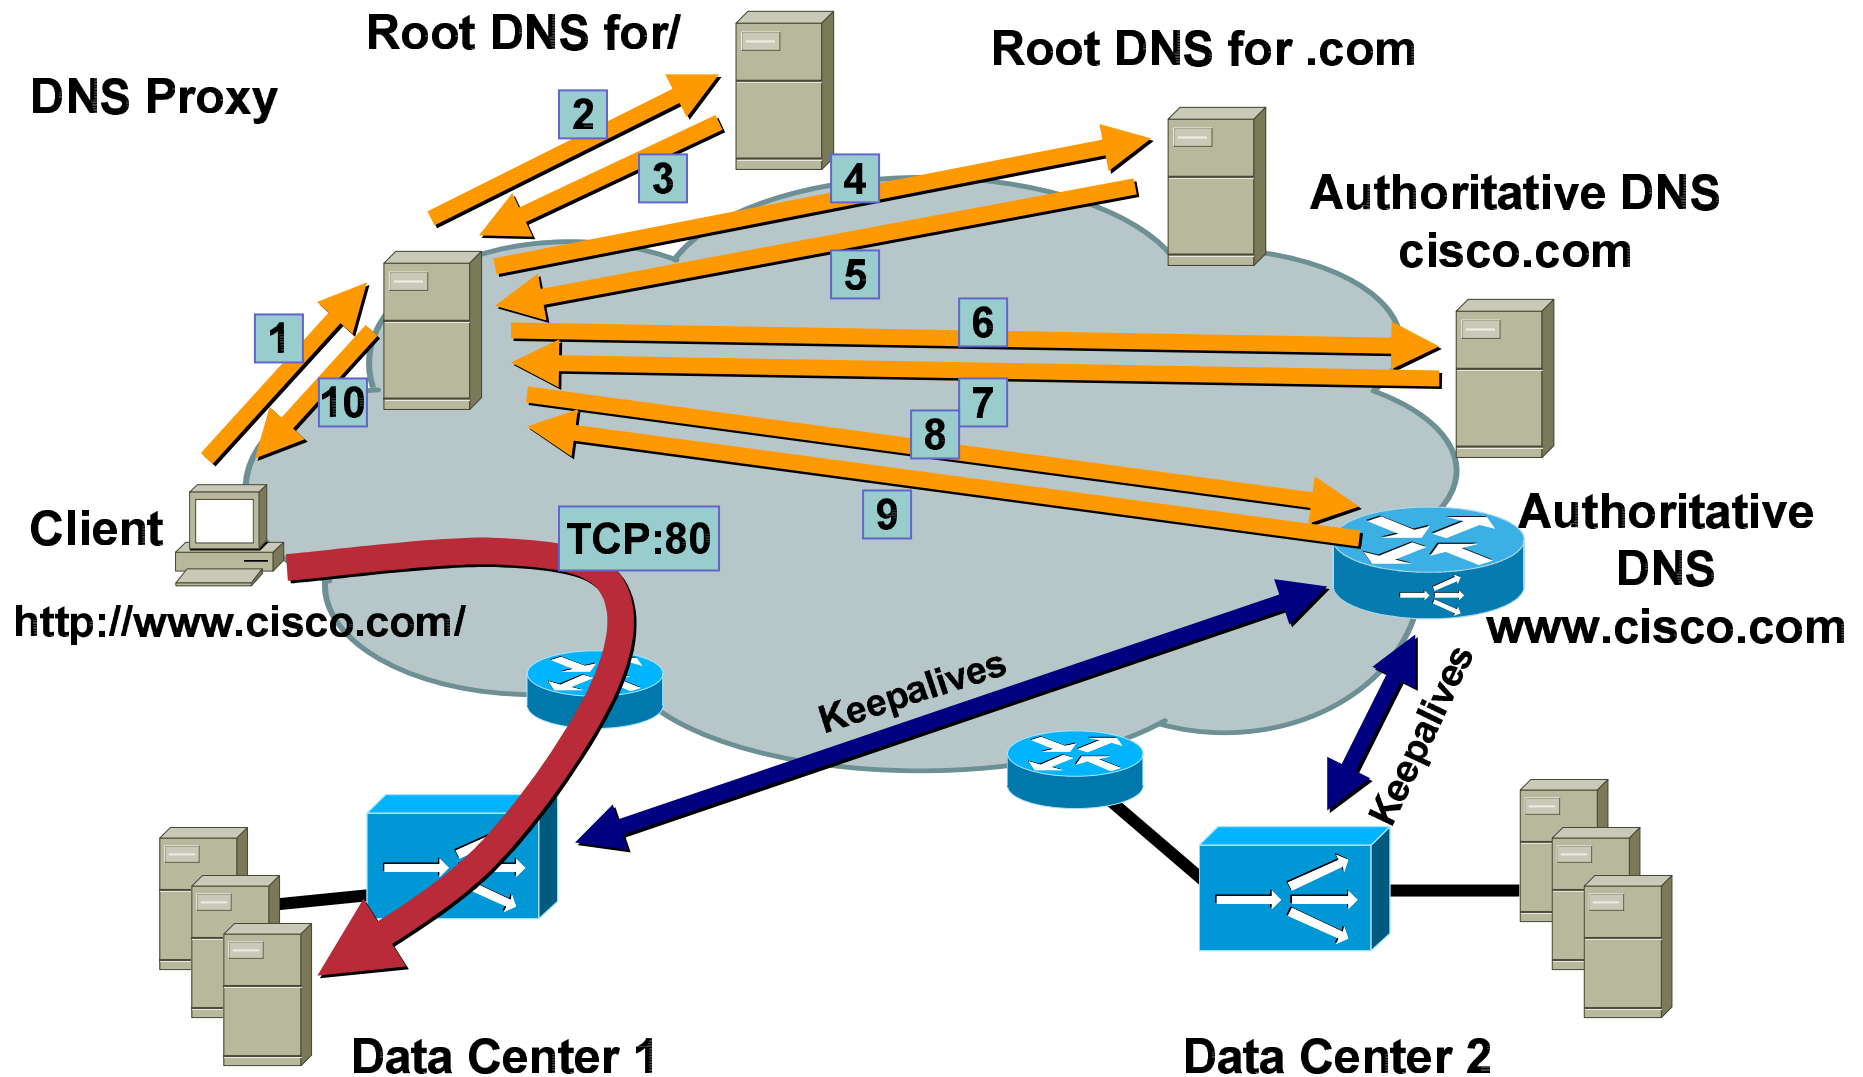 Root DNS for/
Root DNS for .com
DNS Proxy
2
3
4
Authoritative DNS
cisco.com
5
1
6
10
7
8
9
Client
TCP:80
Authoritative
DNS
www.cisco.com
http://www.cisco.com/
Keepalives
Keepalives
Data Center 1
Data Center 2